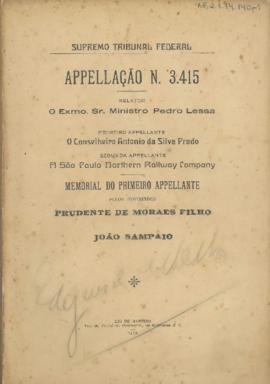 SUPREMO TRIBUNAL FEDERAL
APPELLAÇÃO N. 3.415
RELATOR
O Exmo. Sr. Ministro Pedro Lessa
PRIMEIRO APPELLANTE
O Conselheiro Antonio da Silva Prado
SEGUNDA APPELLANTE
A São Paulo Northern Railway Company
MEMORIAL DO PRIMEIRO APPELLANTE
PELOS ADVOGADOS
PRUDENTE DE MORAES FILHO
E
JOÃO SAMPAIO
RIO DE JANEIRO